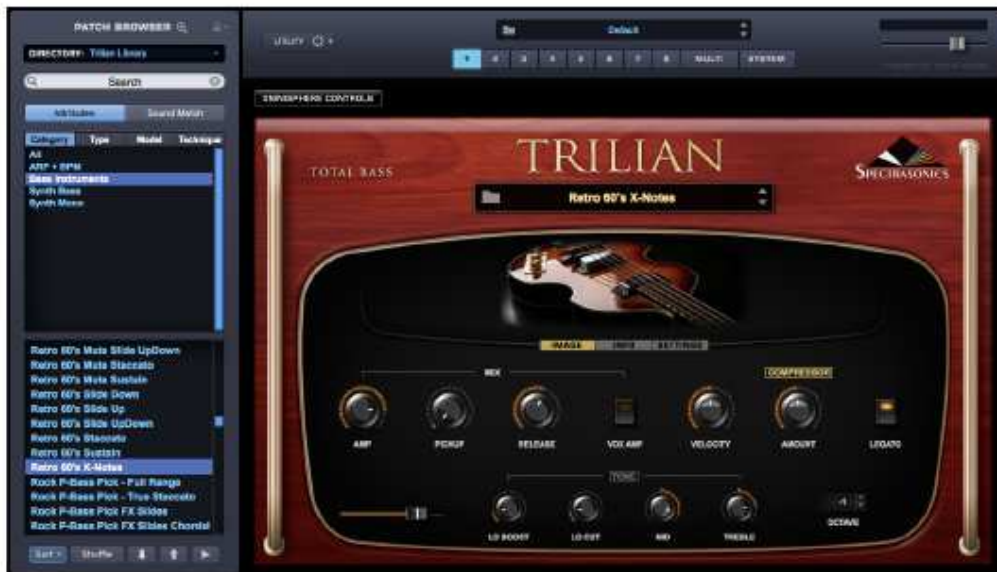 PATCH BROWSER
DIRECTORY: Trilian Library
Search
Attributes Sound Match
Category Type Model Technique
All
ARP + BPM
Bass Instruments
Synth Bass
Synth Mono
Retro 60's Mute Slide UpDown
Retro 60's Mute Staccato
Retro 60's Mute Sustain
Retro 60's Slide Down
Retro 60's Slide Up
Retro 60's Slide UpDown
Retro 60's Staccato
Retro 60's Sustain
Retro 60's X-Notes
Rock P-Bass Pick - Full Range
Rock P-Bass Pick - True Staccato
Rock P-Bass Pick FX Slides
Rock P-Bass Pick FX Slides Chordal
Sort Shuffle
UTILITY
Default
1 2 3 4 5 6 7 8 MULTI SYSTEM
OMNISPHERE CONTROLS
TOTAL BASS
TRILIAN
SPECTRASONICS
Retro 60's X-Notes
IMAGE INFO SETTINGS
MIX
COMPRESSOR
AMP PICKUP RELEASE VOX AMP VELOCITY AMOUNT LEGATO
TONE
LO BOOST LO CUT MID TREBLE
OCTAVE